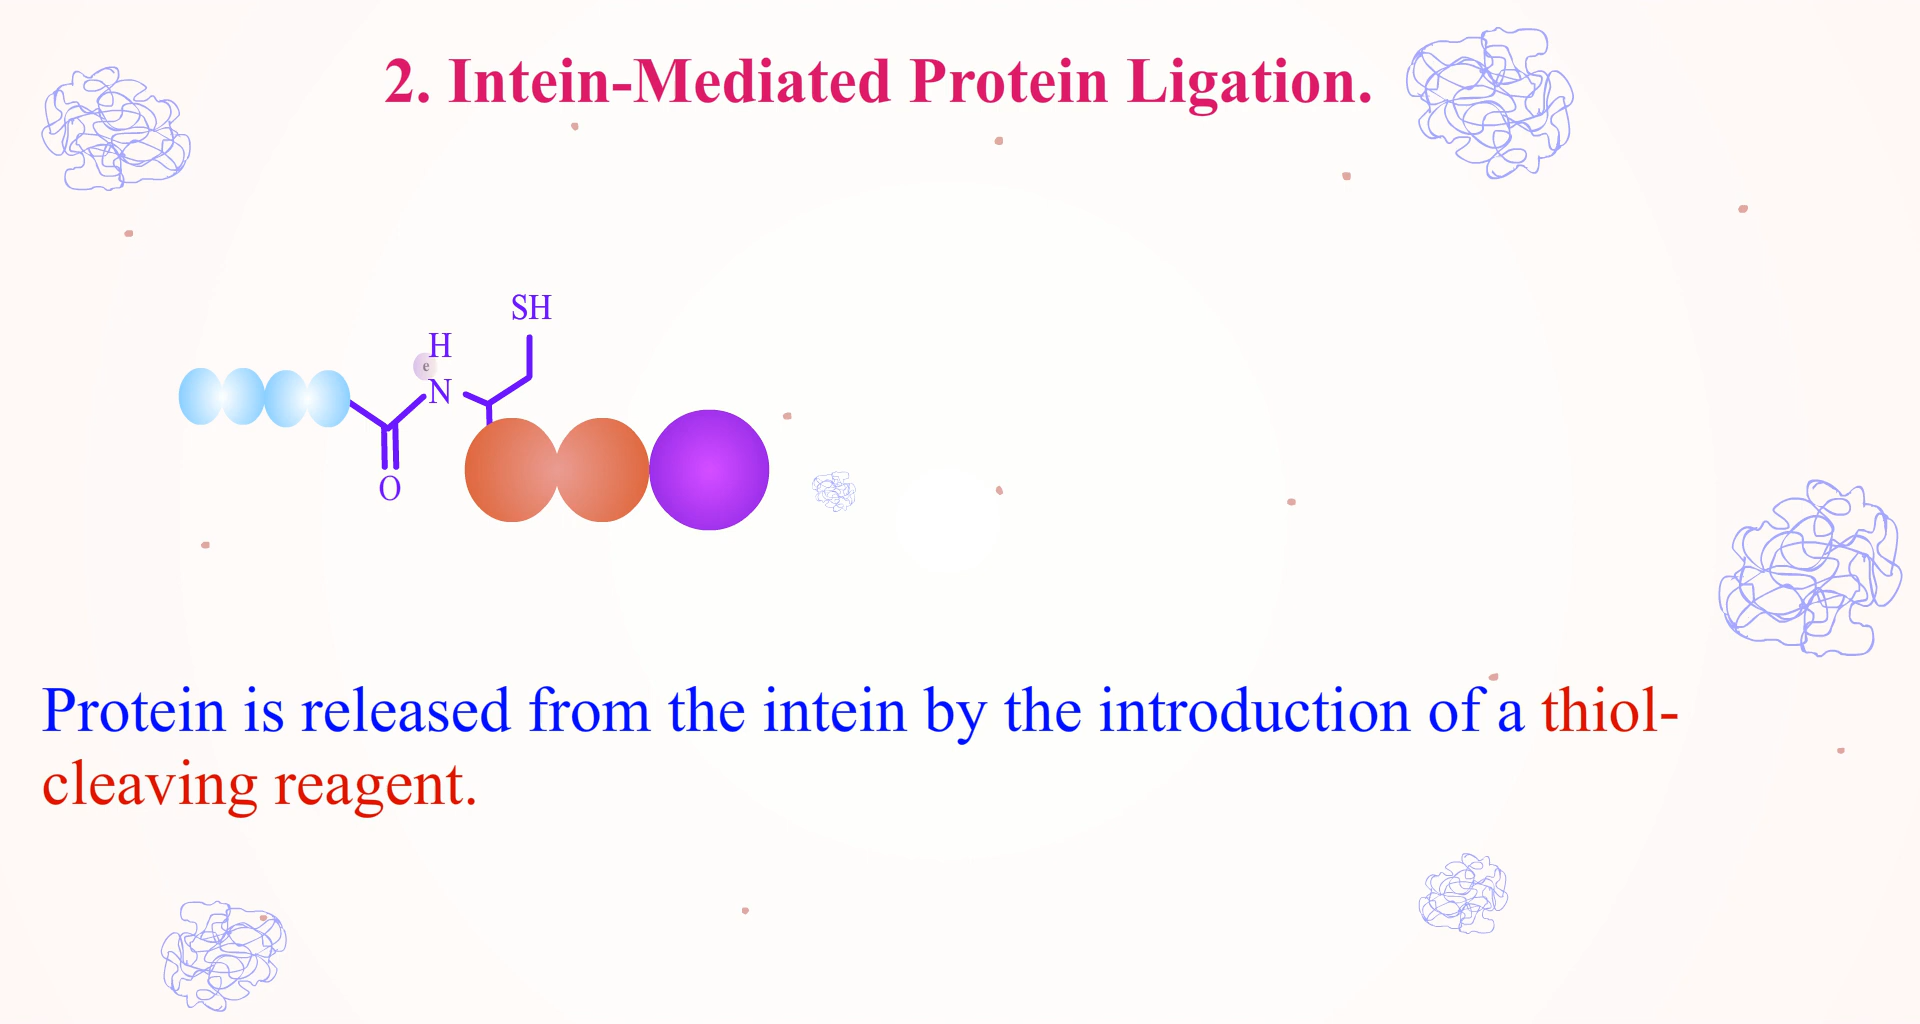 2. Intein-Mediated Protein Ligation.
SH
H
e
N
O
Protein is released from the intein by the introduction of a thiol-
cleaving reagent.